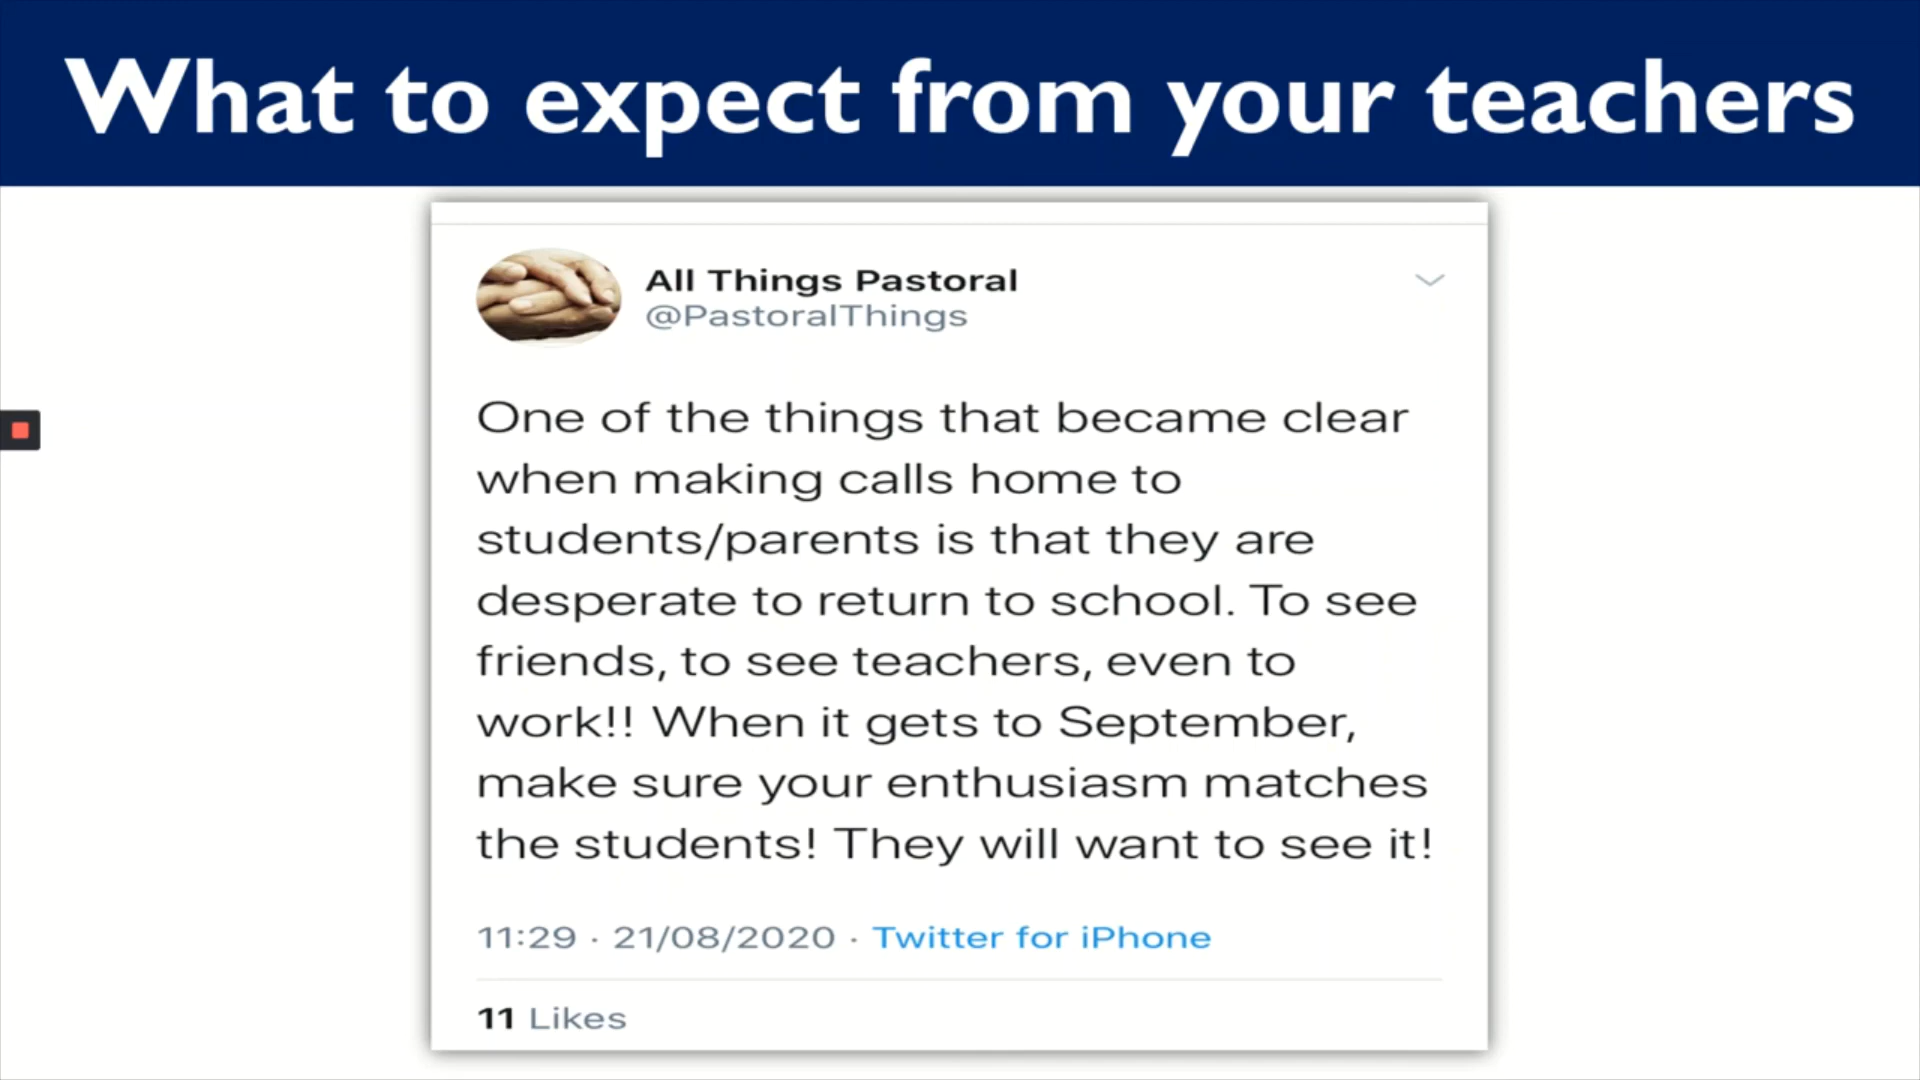 What to expect from your teachers
All Things Pastoral
@PastoralThings
One of the things that became clear
when making calls home to
students/parents is that they are
desperate to return to school. To see
friends, to see teachers, even to
work!! When it gets to September,
make sure your enthusiasm matches
the students! They will want to see it!
11:29 · 21/08/2020 · Twitter for iPhone
11 Likes